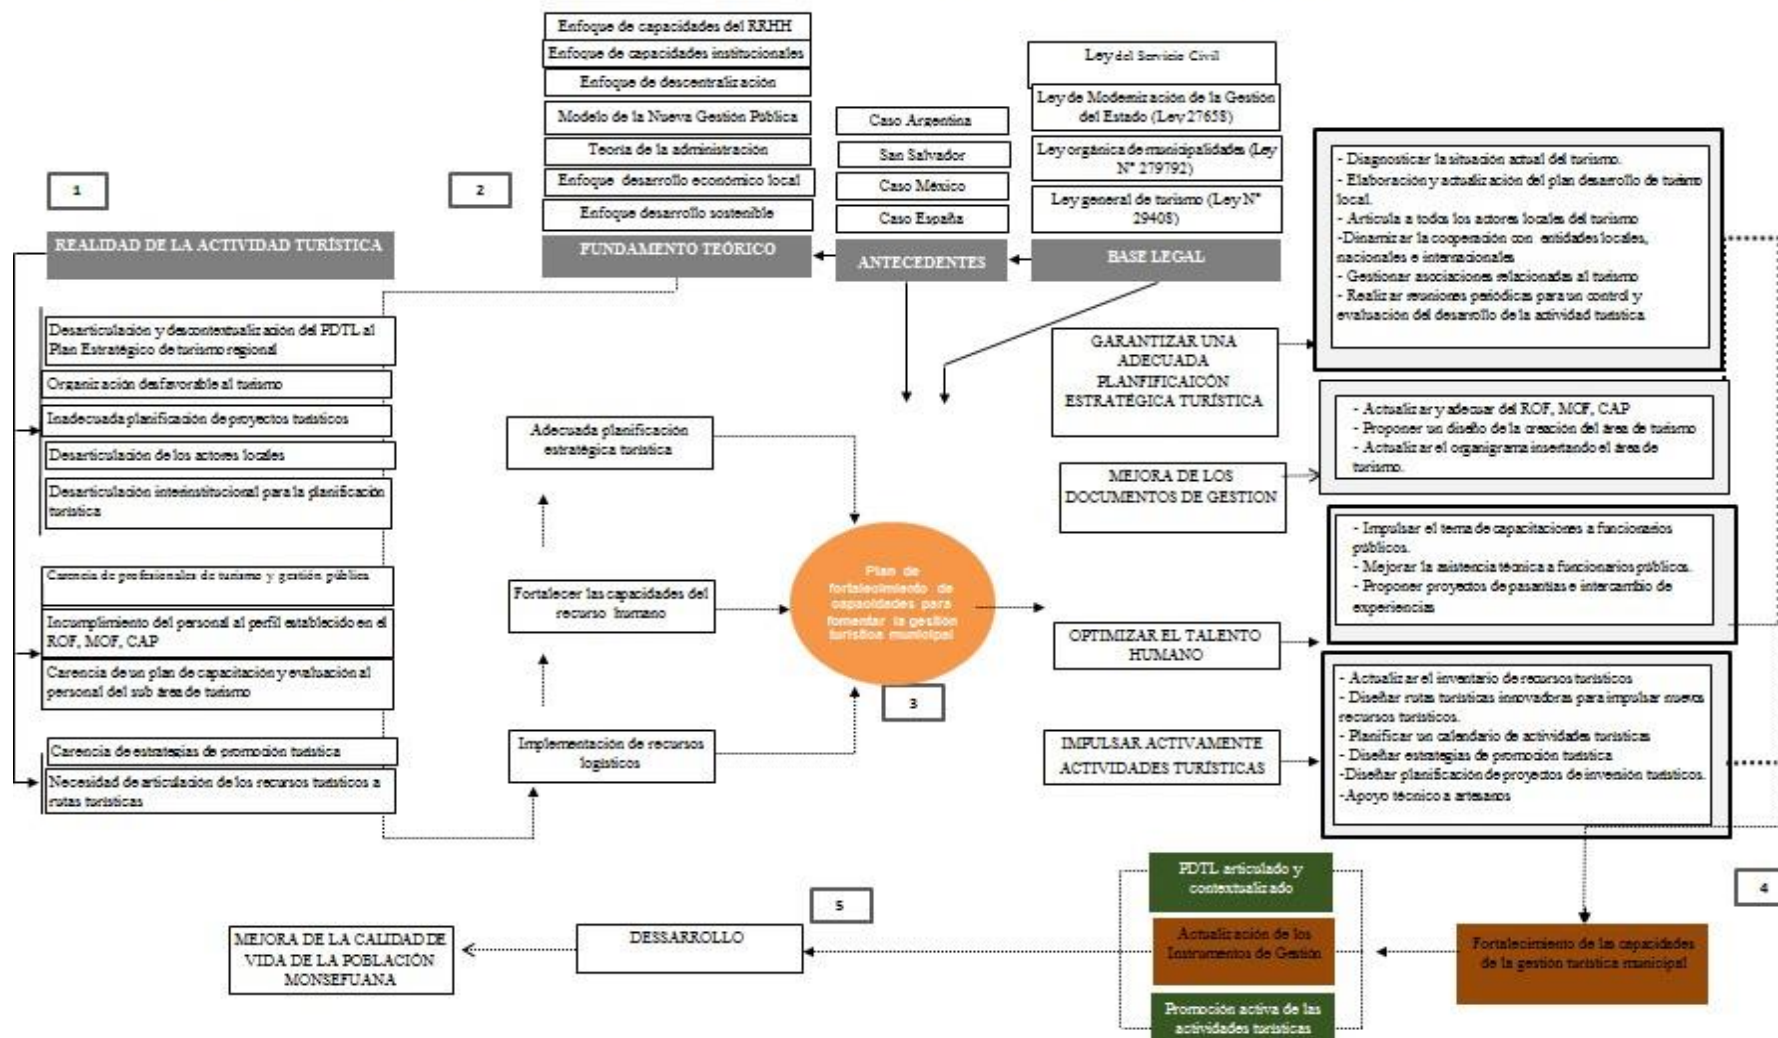 Enfoque de capacidades del RRHH
Enfoque de capacidades institucionales
Enfoque de descentralización
Modelo de la Nueva Gestión Pública
Teoría de la administración
Enfoque desarrollo económico local
Enfoque desarrollo sostenible
FUNDAMENTO TEÓRICO
Caso Argentina
San Salvador
Caso México
Caso España
ANTECEDENTES
Ley del Servicio Civil
Ley de Modernización de la Gestión
del Estado (Ley 27658)
Ley orgánica de municipalidades (Ley
N° 279792)
Ley general de turismo (Ley N°
29408)
BASE LEGAL
1
2
REALIDAD DE LA ACTIVIDAD TURÍSTICA
Desarticulación y descontextualización del PDTL al
Plan Estratégico de turismo regional
Organización desfavorable al turismo
Inadecuada planificación de proyectos turísticos
Desarticulación de los actores locales
Desarticulación interinstitucional para la planificación
turística
Carencia de profesionales de turismo y gestión pública
Incumplimiento del personal al perfil establecido en el
ROF, MOF, CAP
Carencia de un plan de capacitación y evaluación al
personal del sub área de turismo
Carencia de estrategias de promoción turística
Necesidad de articulación de los recursos turísticos a
rutas turísticas
Adecuada planificación
estratégica turística
Fortalecer las capacidades del
recurso humano
Implementación de recursos
logísticos
Plan de
fortalecimiento de
capacidades para
fomentar la gestión
turística municipal
3
GARANTIZAR UNA
ADECUADA
PLANFIFICAICÓN
ESTRATÉGICA TURÍSTICA
MEJORA DE LOS
DOCUMENTOS DE GESTION
OPTIMIZAR EL TALENTO
HUMANO
IMPULSAR ACTIVAMENTE
ACTIVIDADES TURÍSTICAS
- Diagnosticar la situación actual del turismo.
- Elaboración y actualización del plan desarrollo de turismo
local.
- Articula a todos los actores locales del turismo
-Dinamizar la cooperación con entidades locales,
nacionales e internacionales
- Gestionar asociaciones relacionadas al turismo
- Realizar reuniones periódicas para un control y
evaluación del desarrollo de la actividad turística
- Actualizar y adecuar del ROF, MOF, CAP
- Proponer un diseño de la creación del área de turismo
- Actualizar el organigrama insertando el área de
turismo.
- Impulsar el tema de capacitaciones a funcionarios
públicos.
- Mejorar la asistencia técnica a funcionarios públicos.
- Proponer proyectos de pasantías e intercambio de
experiencias
- Actualizar el inventario de recursos turísticos
- Diseñar rutas turísticas innovadoras para impulsar nuevos
recursos turísticos.
- Planificar un calendario de actividades turísticas
- Diseñar estrategias de promoción turística
-Diseñar planificación de proyectos de inversión turísticos.
-Apoyo técnico a artesanos
4
Fortalecimiento de las capacidades
de la gestión turística municipal
PDTL articulado y
contextualizado
Actualización de los
Instrumentos de Gestión
Promoción activa de las
actividades turísticas
5
DESSARROLLO
MEJORA DE LA CALIDAD DE
VIDA DE LA POBLACIÓN
MONSEFUANA